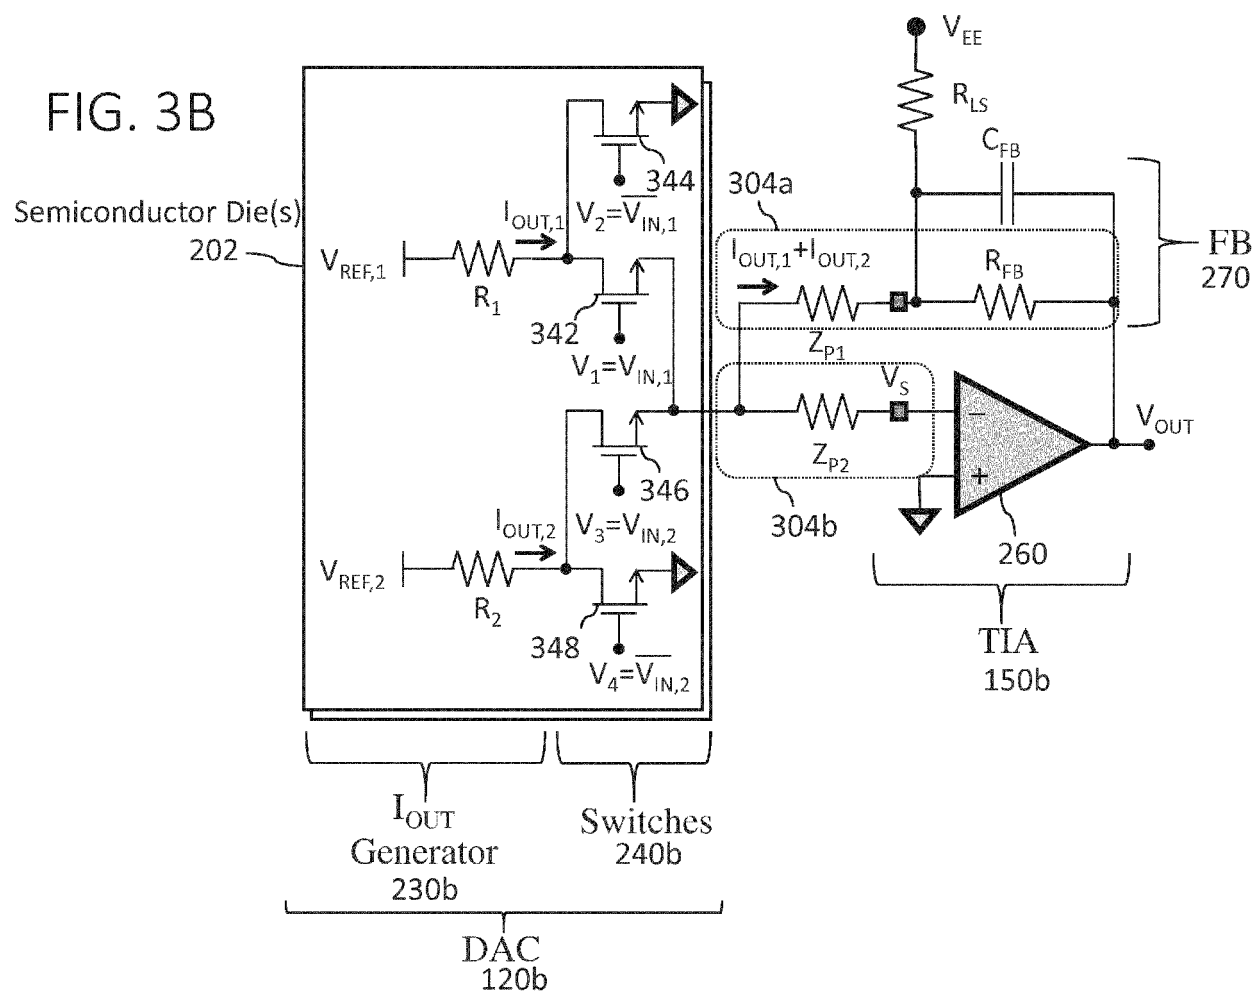 FIG. 3B
Semiconductor Die(s)
202
V_REF,1
R_1
I_OUT,1
344
V_2=V̅_IN,1
342
V_1=V_IN,1
346
V_3=V_IN,2
I_OUT,2
V_REF,2
R_2
348
V_4=V̅_IN,2
V_EE
R_LS
C_FB
304a
I_OUT,1+I_OUT,2
R_FB
Z_P1
FB
270
V_S
Z_P2
304b
−
+
260
V_OUT
TIA
150b
I_OUT
Generator
230b
Switches
240b
DAC
120b